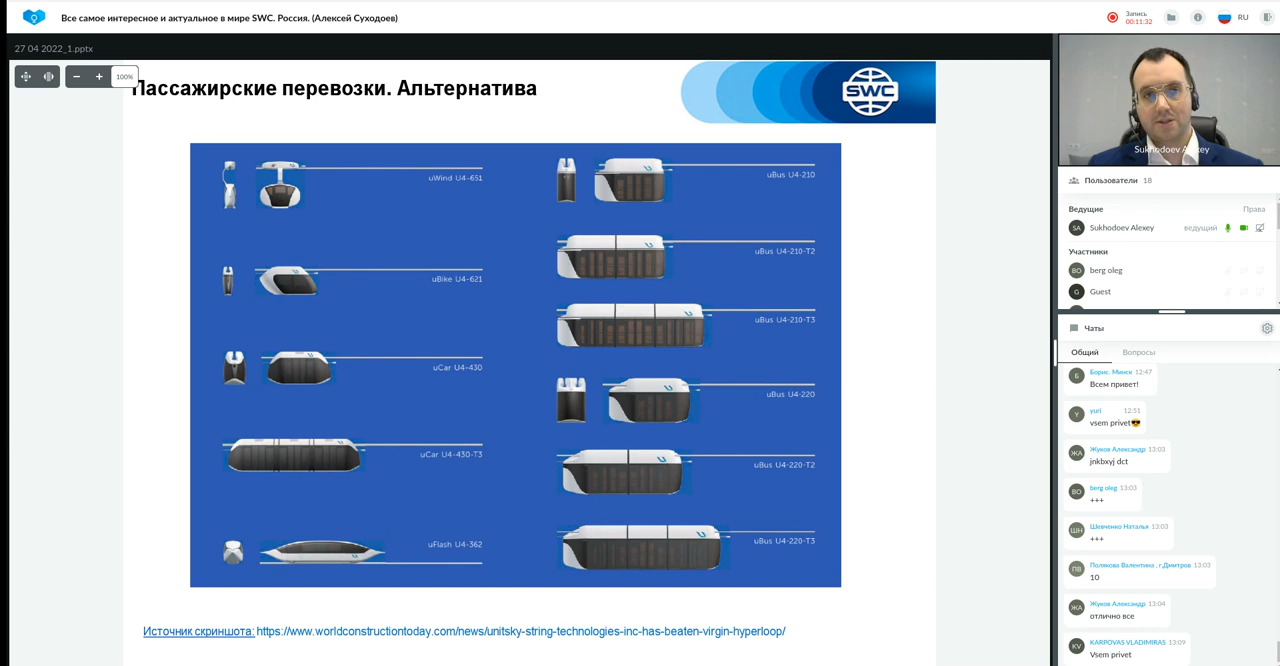 Все самое интересное и актуальное в мире SWC. Россия. (Алексей Суходоев)
Запись
00:11:32
RU
27 04 2022_1.pptx
100%
Пассажирские перевозки. Альтернатива
SWC
uWind U4-651
uBike U4-621
uCar U4-430
uCar U4-430-T3
uFlash U4-362
uBus U4-210
uBus U4-210-T2
uBus U4-210-T3
uBus U4-220
uBus U4-220-T2
uBus U4-220-T3
Источник скриншота: https://www.worldconstructiontoday.com/news/unitsky-string-technologies-inc-has-beaten-virgin-hyperloop/
Sukhodoev Alexey
Пользователи 18
Ведущие Права
SA Sukhodoev Alexey ведущий
Участники
BO berg oleg
G Guest
Чаты
Общий Вопросы
Б Борис. Минск 12:47
Всем привет!
Y yuri 12:51
vsem privet😎
ЖА Жуков Александр 13:03
jnkbxyj dct
BO berg oleg 13:03
+++
ШН Шевченко Наталья 13:03
+++
ПВ Полякова Валентина , г.Дмитров 13:03
10
ЖА Жуков Александр 13:04
отлично все
KV KARPOVAS VLADIMIRAS 13:09
Vsem privet